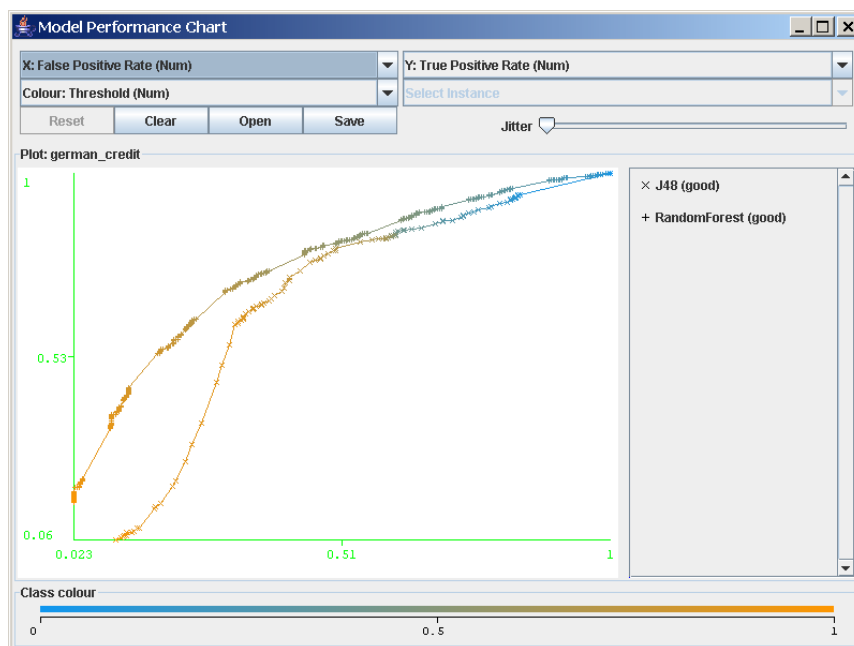 Model Performance Chart
X: False Positive Rate (Num)
Y: True Positive Rate (Num)
Colour: Threshold (Num)
Select Instance
Reset
Clear
Open
Save
Jitter
Plot: german_credit
1
0.53
0.06
0.023
0.51
1
× J48 (good)
+ RandomForest (good)
Class colour
0
0.5
1